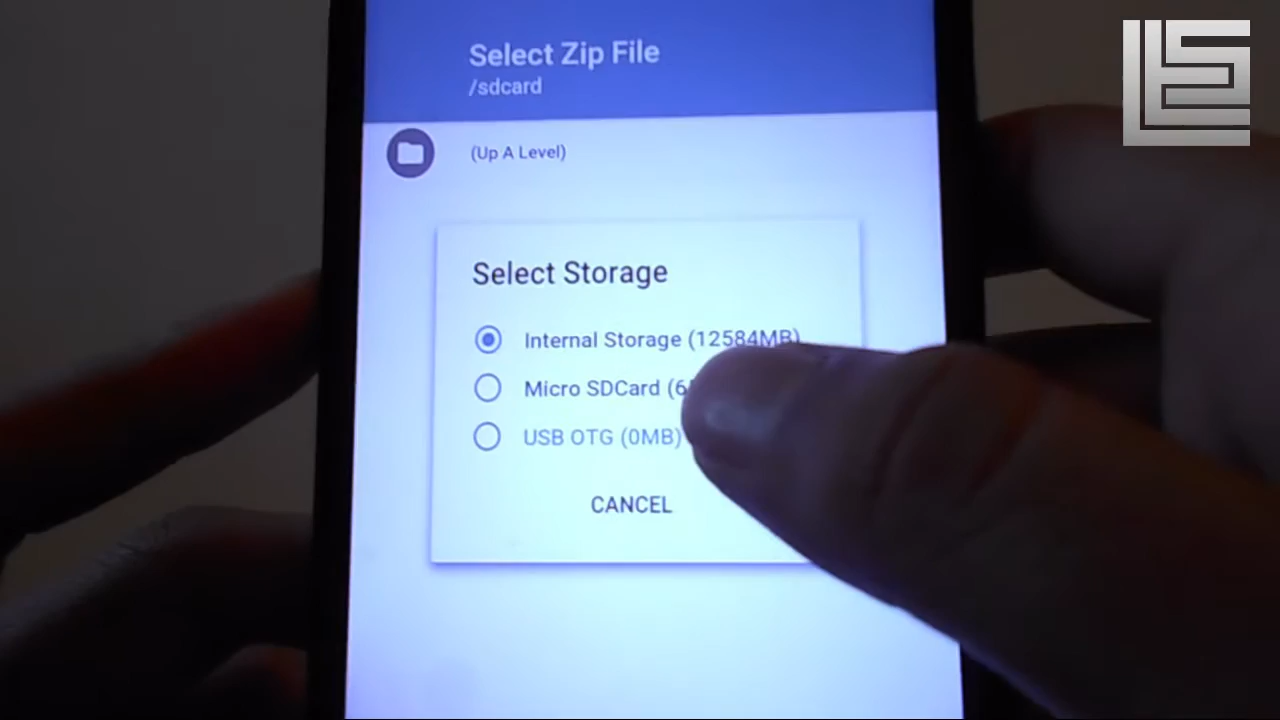 Select Zip File
/sdcard
(Up A Level)
Select Storage
Internal Storage (12584MB)
Micro SDCard
USB OTG (0MB)
CANCEL